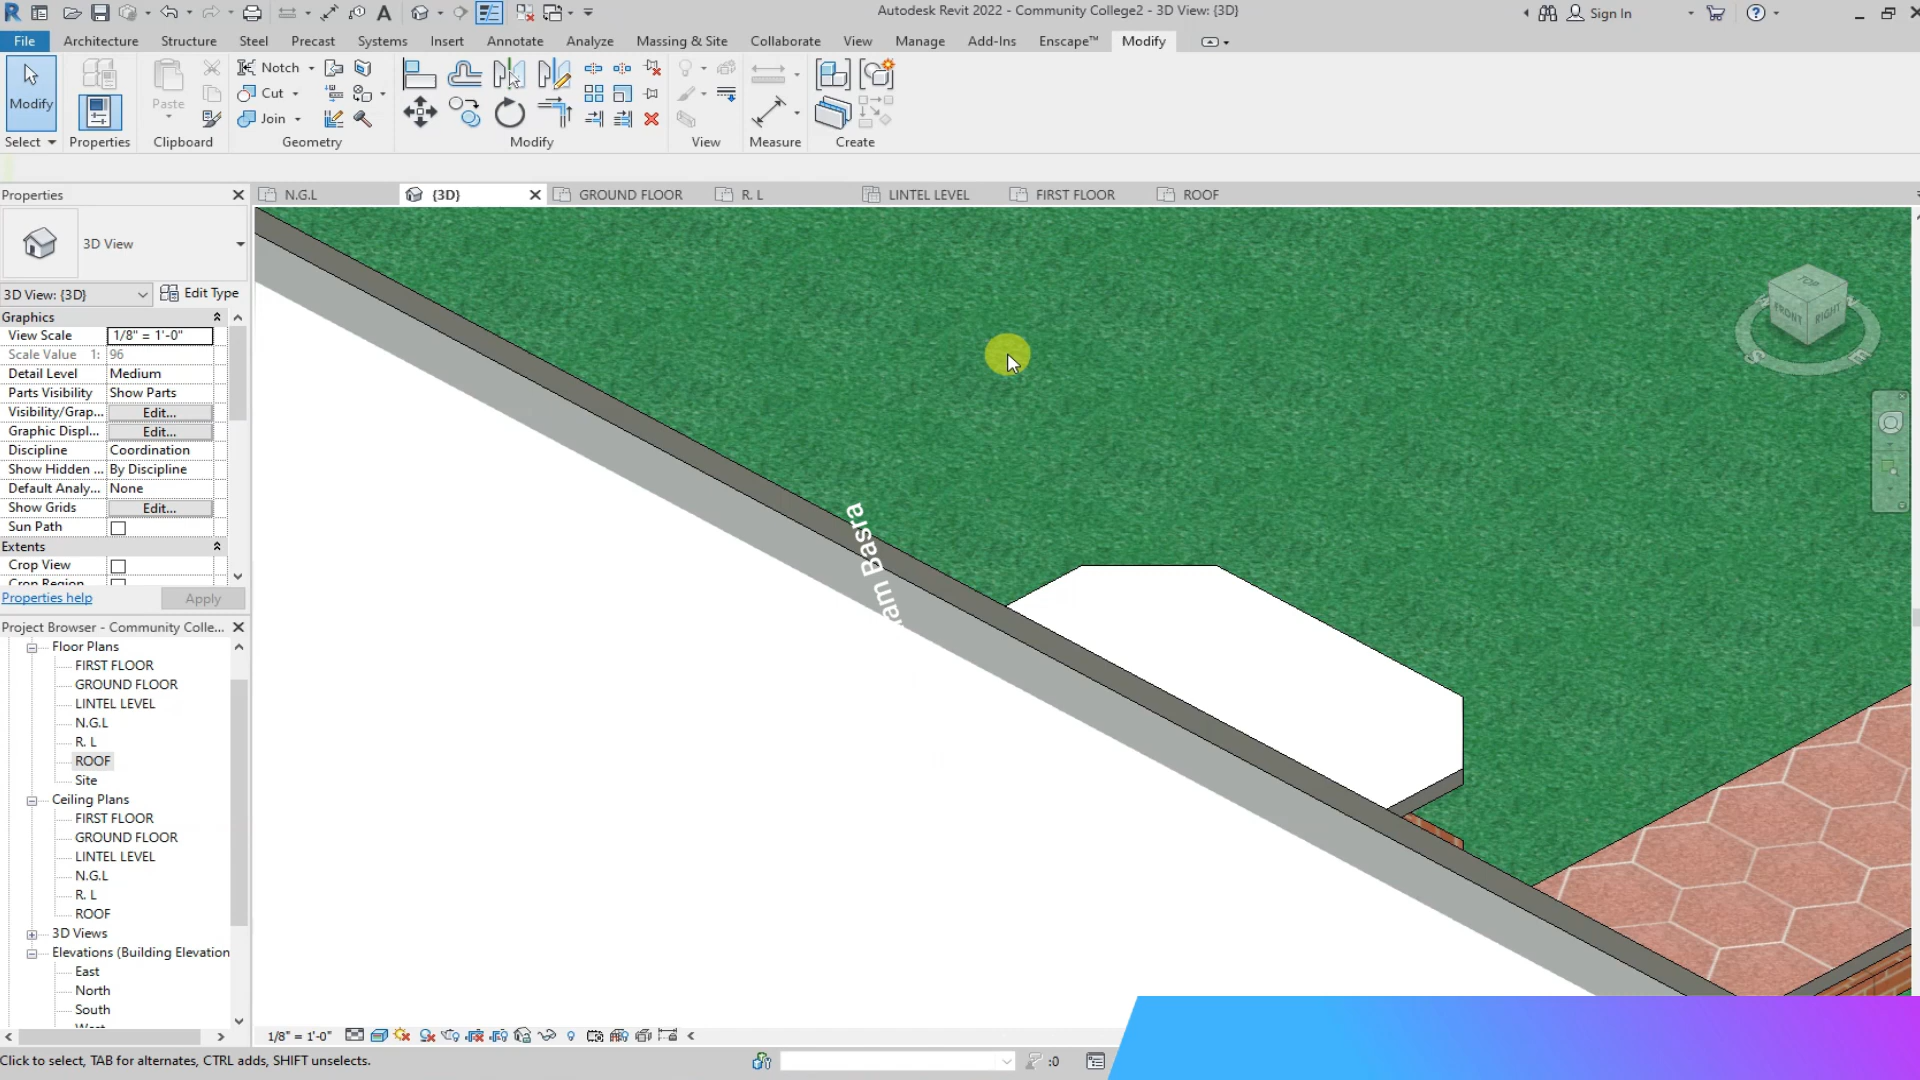 Autodesk Revit 2022 - Community College2 - 3D View: {3D}
Sign In
File Architecture Structure Steel Precast Systems Insert Annotate Analyze Massing & Site Collaborate View Manage Add-Ins Enscape™ Modify
Modify
Paste
Notch
Cut
Join
Select Properties Clipboard Geometry Modify View Measure Create
Properties
N.G.L {3D} GROUND FLOOR R. L LINTEL LEVEL FIRST FLOOR ROOF
3D View
3D View: {3D} Edit Type
Graphics
View Scale 1/8" = 1'-0"
Scale Value 1: 96
Detail Level Medium
Parts Visibility Show Parts
Visibility/Grap... Edit...
Graphic Displ... Edit...
Discipline Coordination
Show Hidden ... By Discipline
Default Analy... None
Show Grids Edit...
Sun Path
Extents
Crop View
Crop Region
Properties help Apply
Project Browser - Community Colle...
Floor Plans
FIRST FLOOR
GROUND FLOOR
LINTEL LEVEL
N.G.L
R. L
ROOF
Site
Ceiling Plans
FIRST FLOOR
GROUND FLOOR
LINTEL LEVEL
N.G.L
R. L
ROOF
3D Views
Elevations (Building Elevation
East
North
South
West
am Basra
TOP
FRONT RIGHT
1/8" = 1'-0"
Click to select, TAB for alternates, CTRL adds, SHIFT unselects.
:0